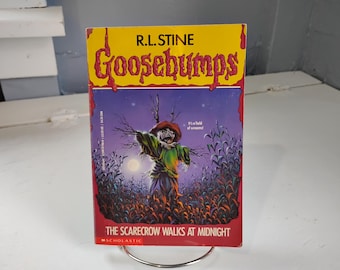 R.L. STINE
Goosebumps
It's a field
of screams!
THE SCARECROW WALKS AT MIDNIGHT
SCHOLASTIC